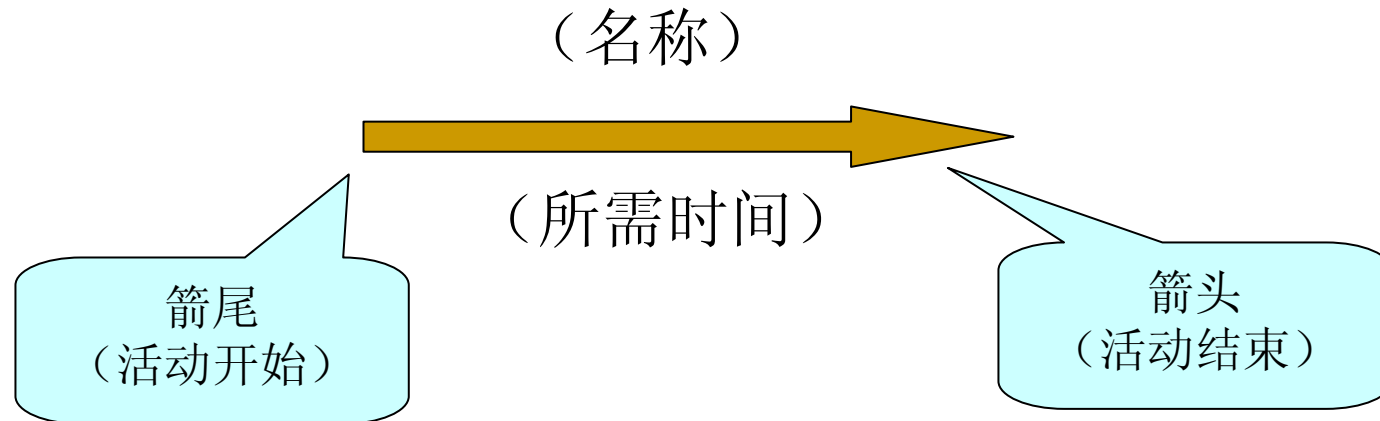 （名称）
（所需时间）
箭尾
（活动开始）
箭头
（活动结束）